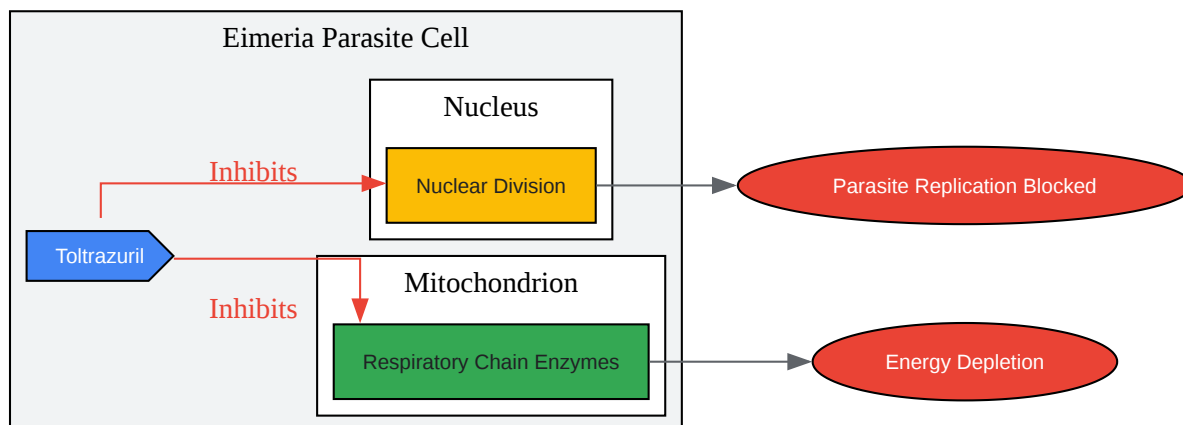 Eimeria Parasite Cell
Nucleus
Inhibits
Nuclear Division
Parasite Replication Blocked
Toltrazuril
Mitochondrion
Inhibits
Respiratory Chain Enzymes
Energy Depletion